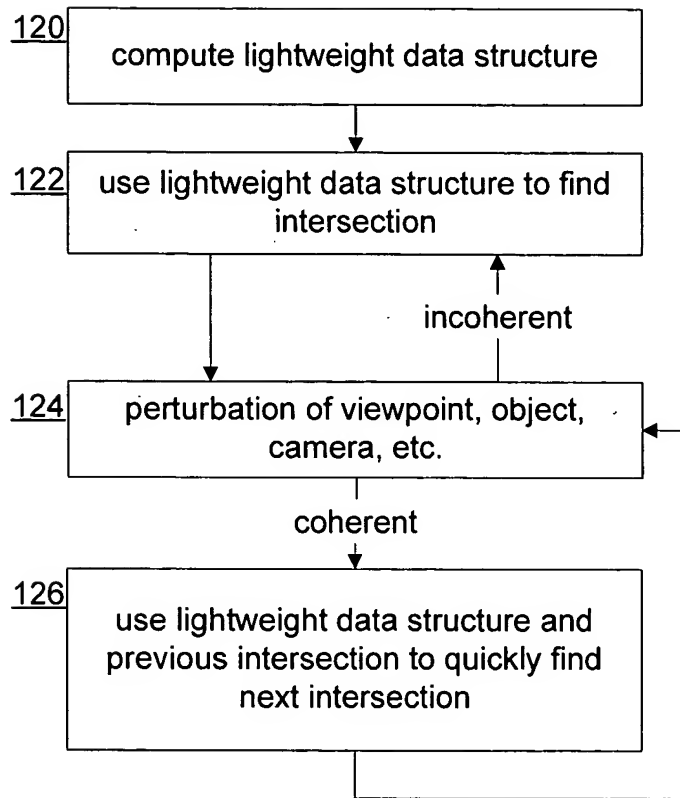 120
compute lightweight data structure
122
use lightweight data structure to find
intersection
incoherent
124
perturbation of viewpoint, object,
camera, etc.
coherent
126
use lightweight data structure and
previous intersection to quickly find
next intersection